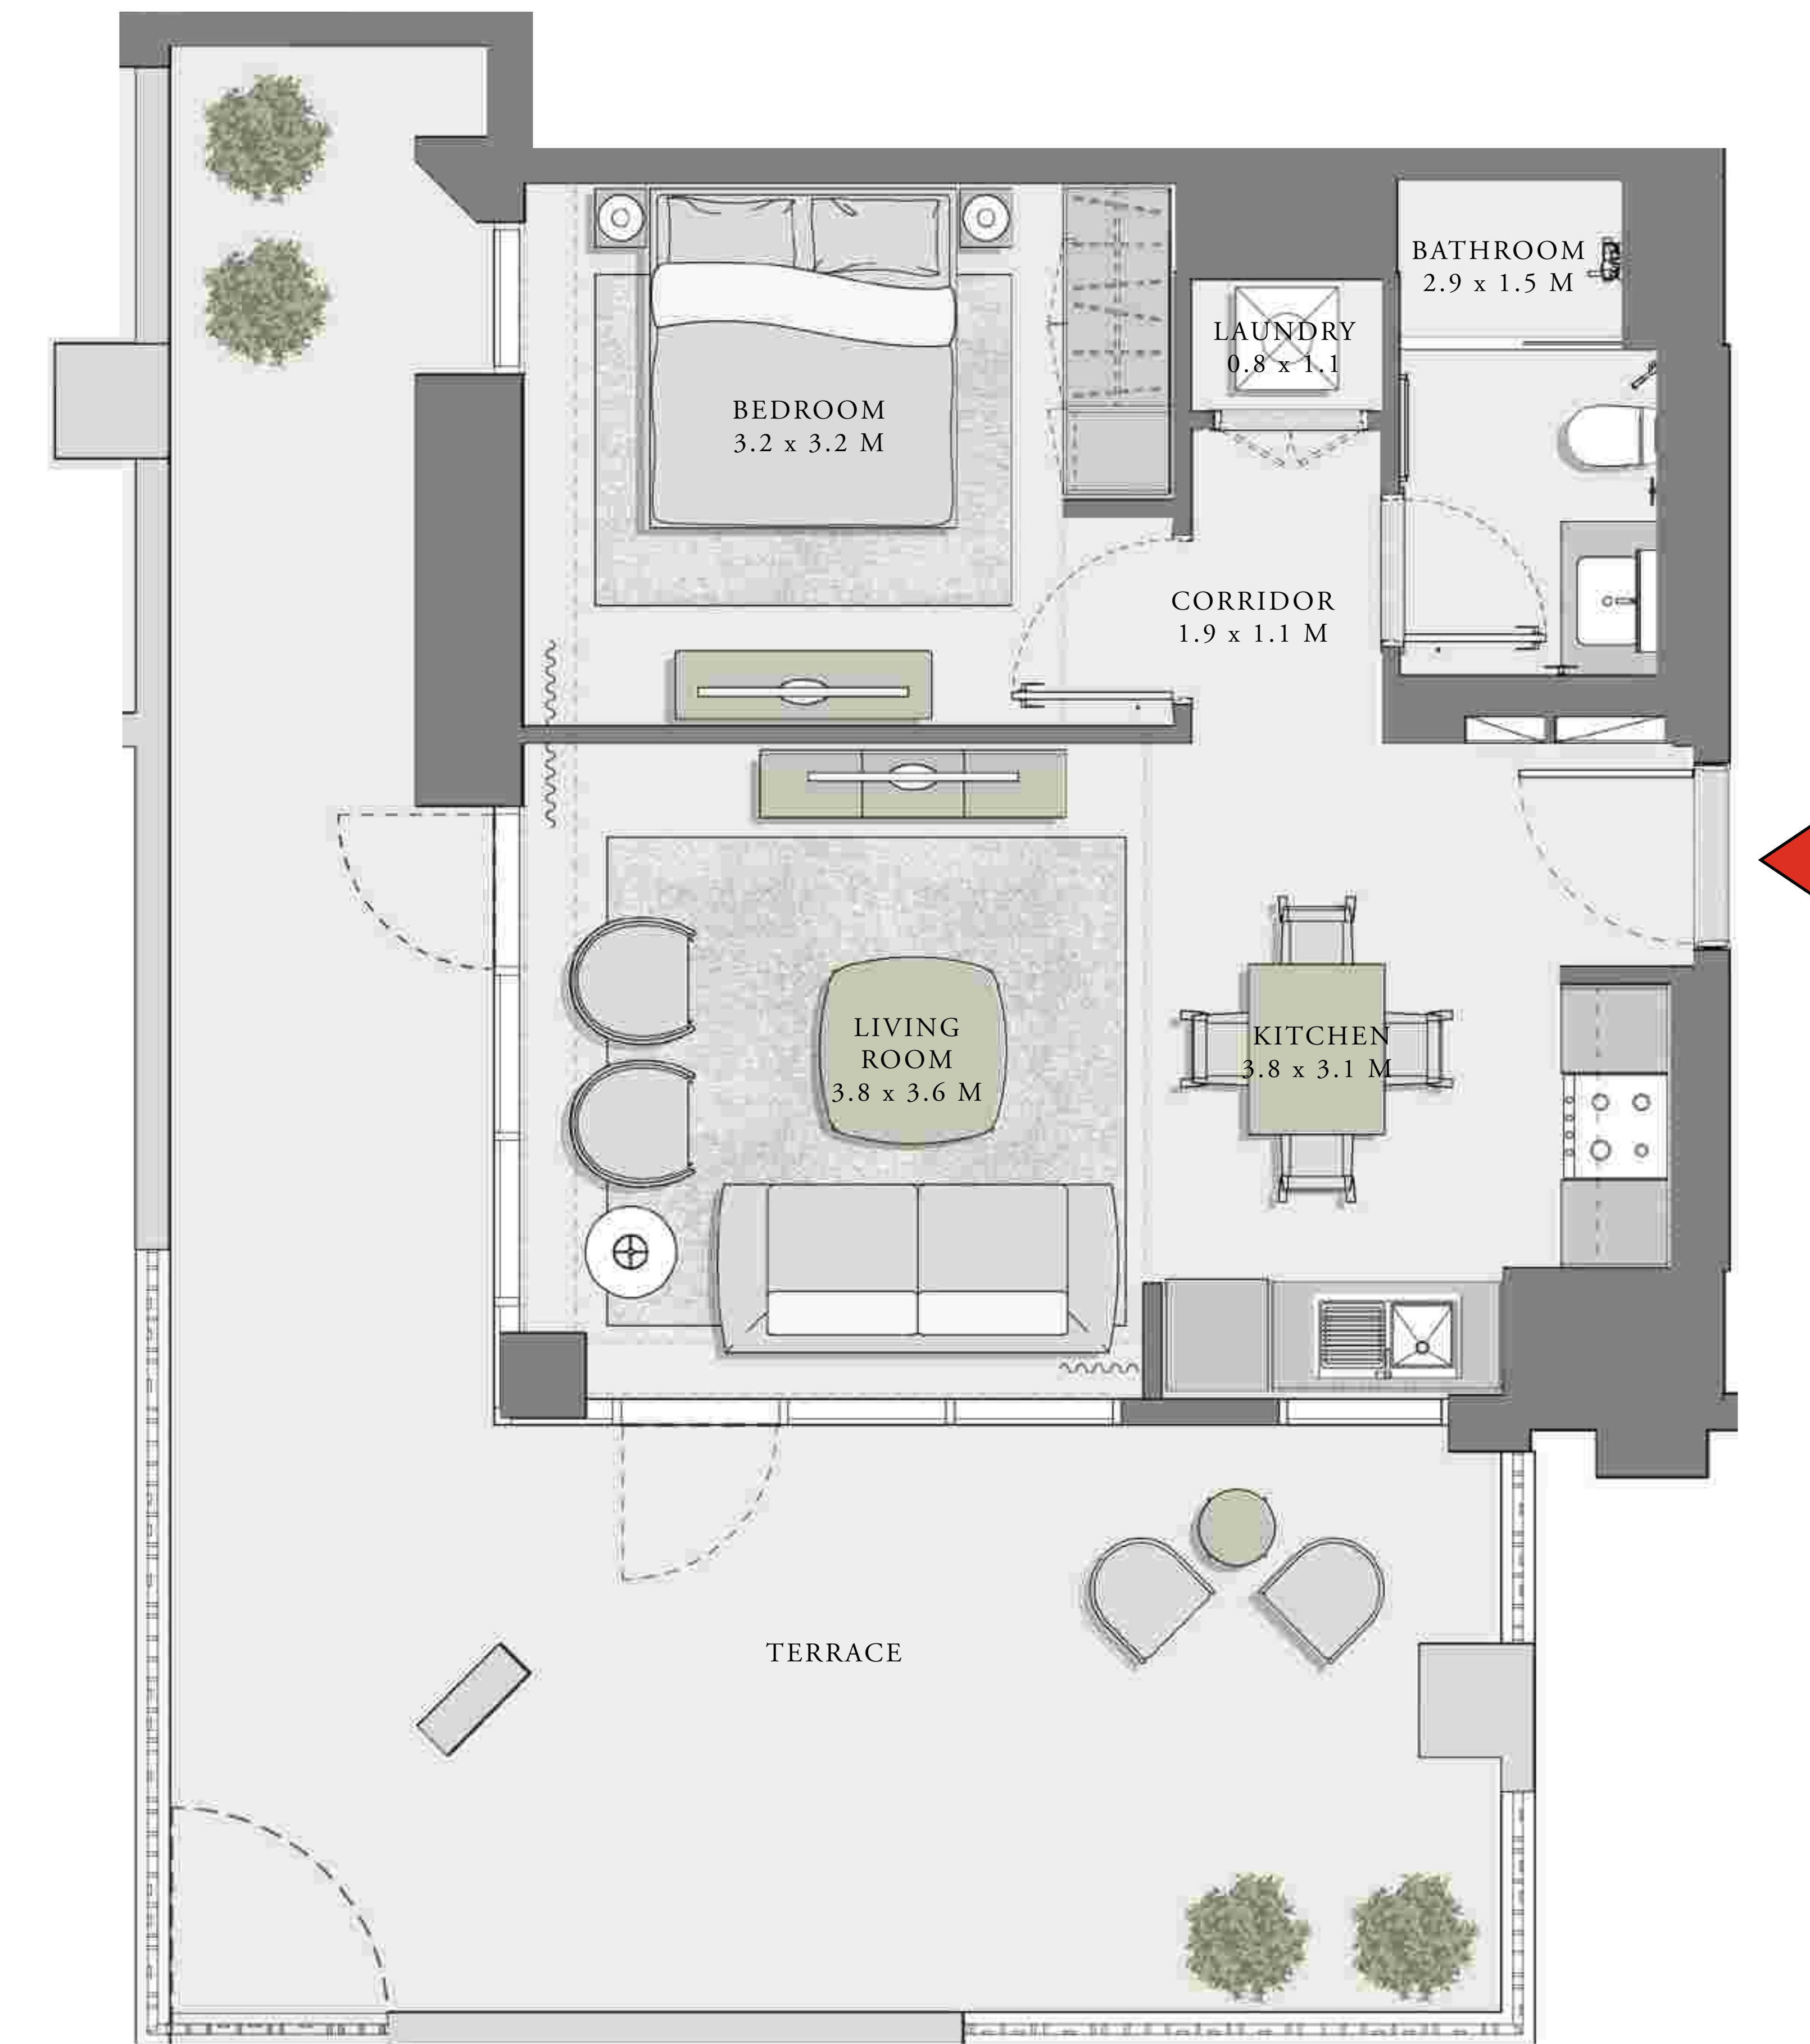 BATHROOM
2.9 x 1.5 M
LAUNDRY
0.8 x 1.1
BEDROOM
3.2 x 3.2 M
CORRIDOR
1.9 x 1.1 M
LIVING
ROOM
3.8 x 3.6 M
KITCHEN
3.8 x 3.1 M
TERRACE